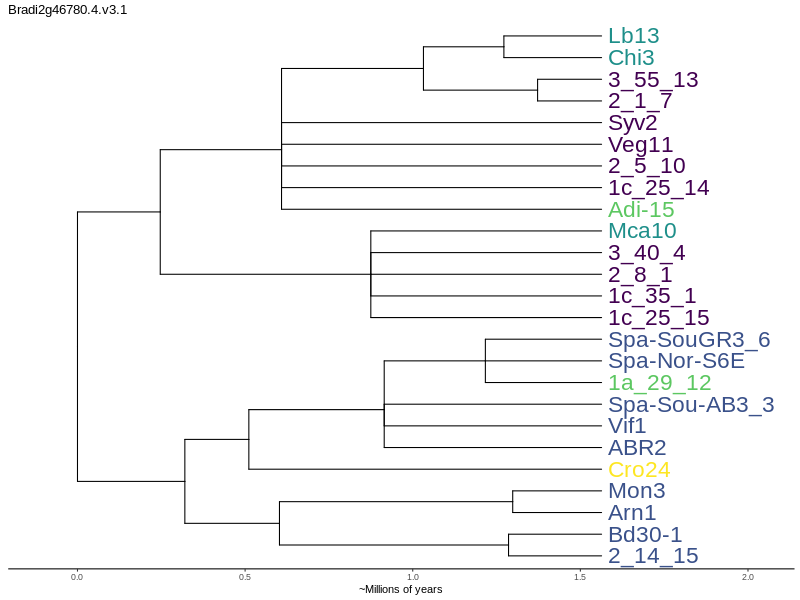 Bradi2g46780.4.v3.1
Lb13
Chi3
3_55_13
2_1_7
Syv2
Veg11
2_5_10
1c_25_14
Adi-15
Mca10
3_40_4
2_8_1
1c_35_1
1c_25_15
Spa-SouGR3_6
Spa-Nor-S6E
1a_29_12
Spa-Sou-AB3_3
Vif1
ABR2
Cro24
Mon3
Arn1
Bd30-1
2_14_15
0.0 0.5 1.0 1.5 2.0
~Millions of years